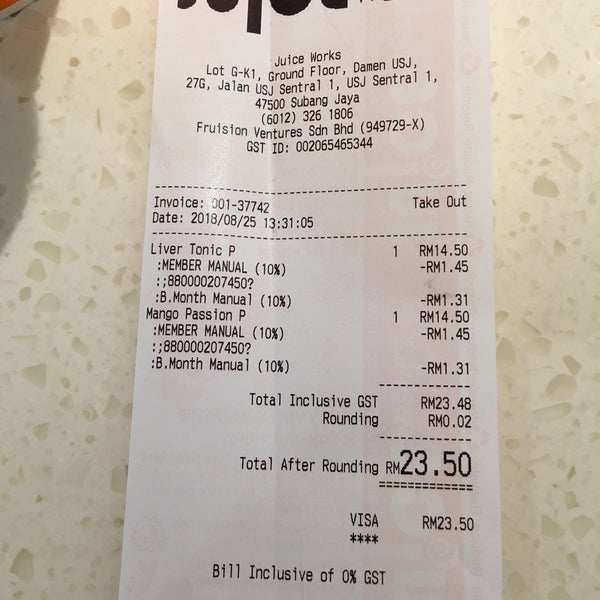 Juice Works
Lot G-K1, Ground Floor, Damen USJ,
27G, Jalan USJ Sentral 1, USJ Sentral 1,
47500 Subang Jaya
(6012) 326 1806
Fruision Ventures Sdn Bhd (949729-X)
GST ID: 002065465344
Invoice: 001-37742 Take Out
Date: 2018/08/25 13:31:05
Liver Tonic P 1 RM14.50
:MEMBER MANUAL (10%) -RM1.45
:;880000207450?
:B.Month Manual (10%) -RM1.31
Mango Passion P 1 RM14.50
:MEMBER MANUAL (10%) -RM1.45
:;880000207450?
:B.Month Manual (10%) -RM1.31
Total Inclusive GST RM23.48
Rounding RM0.02
Total After Rounding RM23.50
VISA RM23.50
****
Bill Inclusive of 0% GST